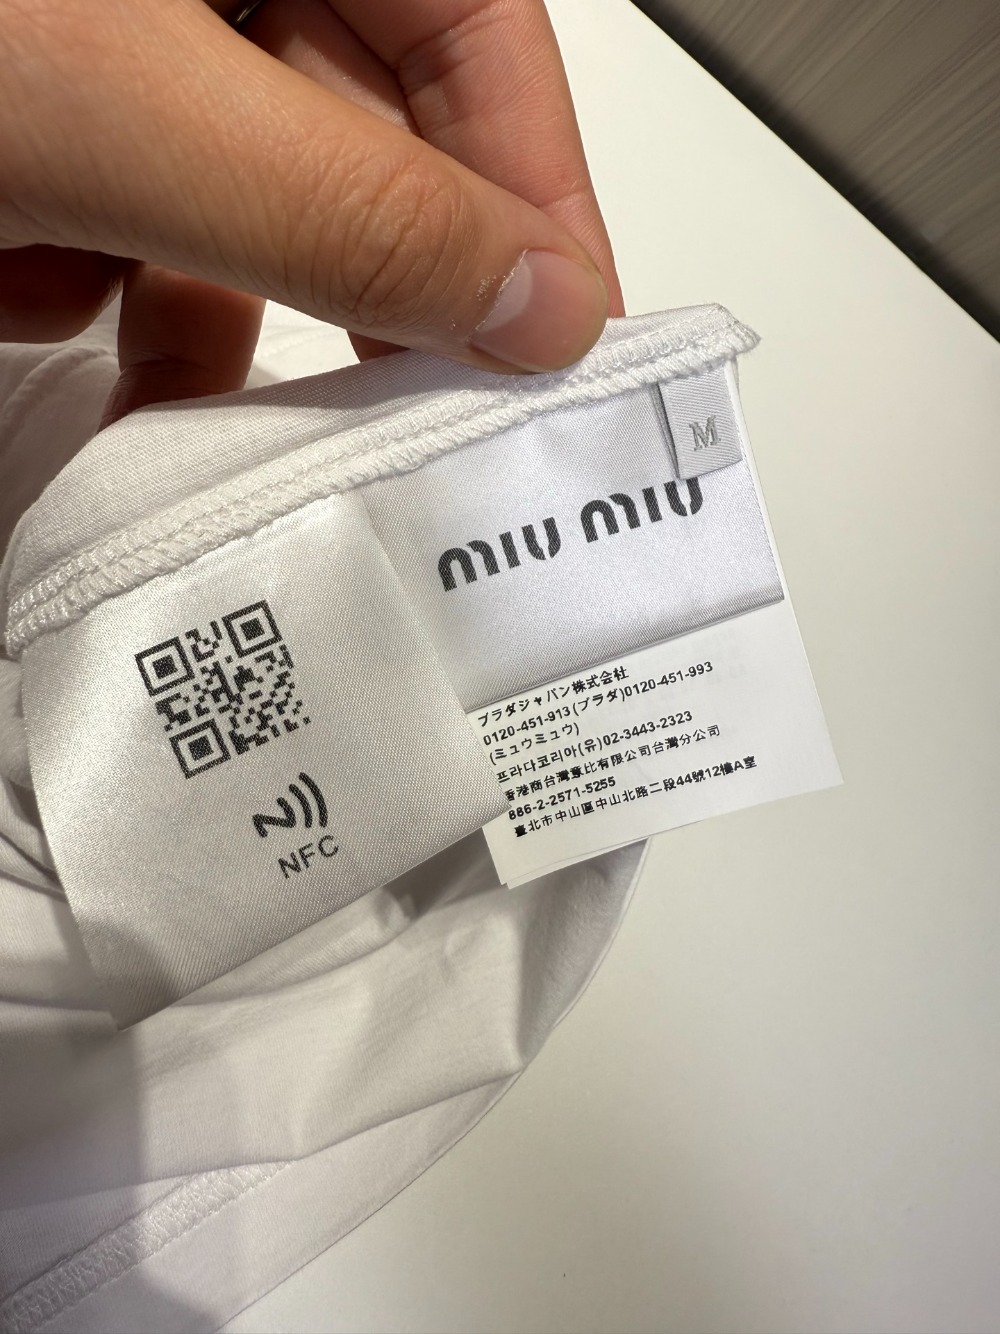 M
miu miu
プラダジャパン株式会社
0120-451-913(プラダ)0120-451-993
(ミュウミュウ)
프라다코리아(유)02-3443-2323
香港商台灣意比有限公司台灣分公司
886-2-2571-5255
臺北市中山區中山北路二段44號12樓A室
NFC